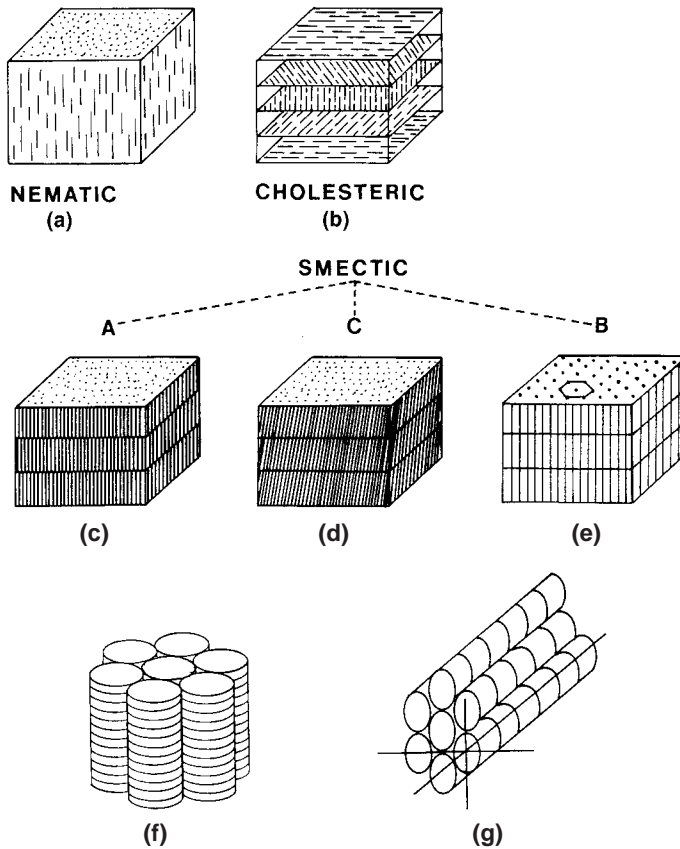 NEMATIC
(a)
CHOLESTERIC
(b)
SMECTIC
A
C
B
(c)
(d)
(e)
(f)
(g)